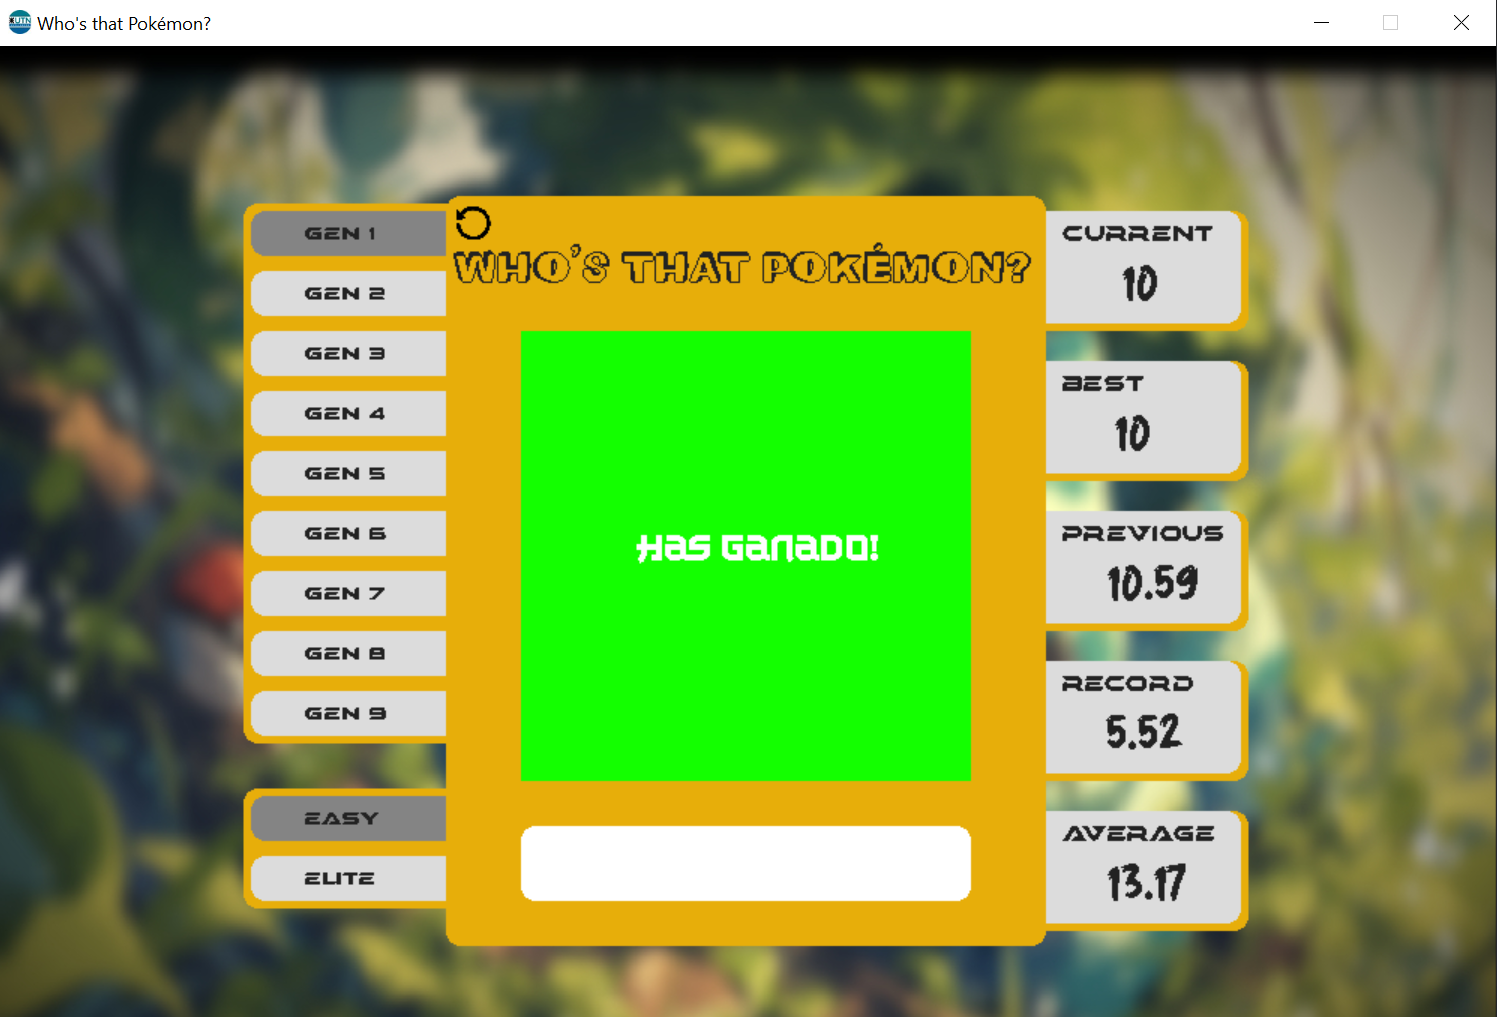 Who's that Pokémon?
GEN 1
GEN 2
GEN 3
GEN 4
GEN 5
GEN 6
GEN 7
GEN 8
GEN 9
EASY
ELITE
WHO'S THAT POKÉMON?
HAS GANADO!
CURRENT
10
BEST
10
PREVIOUS
10.59
RECORD
5.52
AVERAGE
13.17